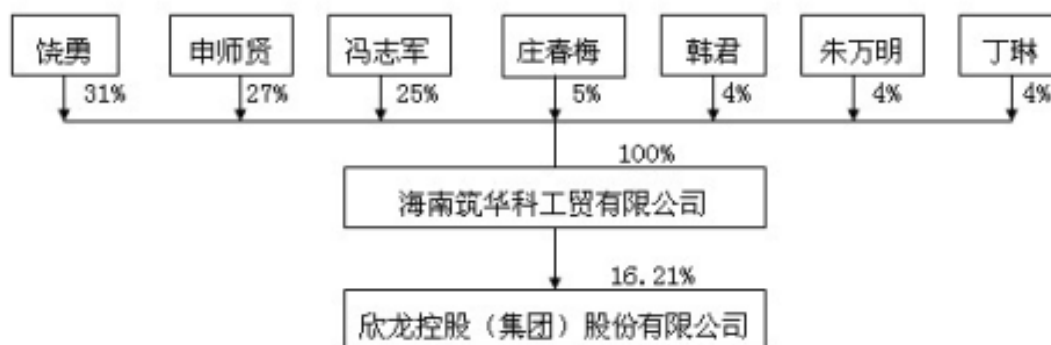 饶勇 申师贤 冯志军 庄春梅 韩君 朱万明 丁琳
31% 27% 25% 5% 4% 4% 4%
100%
海南筑华科工贸有限公司
16.21%
欣龙控股（集团）股份有限公司